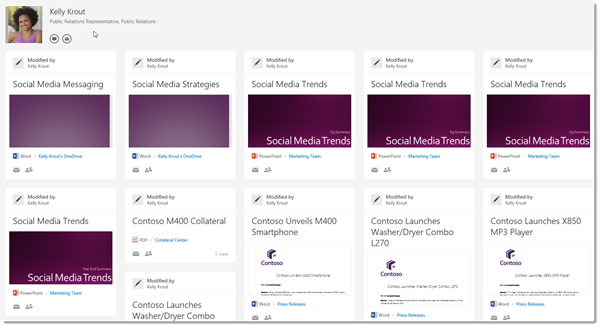 Kelly Krout
Public Relations Representative, Public Relations
Modified by
Kelly Krout
Social Media Messaging
Word · Kelly Krout's OneDrive
Modified by
Kelly Krout
Social Media Strategies
Word · Kelly Krout's OneDrive
Modified by
Kelly Krout
Social Media Trends
Social Media Trends
PowerPoint · Marketing Team
Modified by
Kelly Krout
Social Media Trends
Social Media Trends
PowerPoint · Marketing Team
Modified by
Kelly Krout
Social Media Trends
Social Media Trends
PowerPoint · Marketing Team
Modified by
Kelly Krout
Social Media Trends
Social Media Trends
PowerPoint · Marketing Team
Modified by
Kelly Krout
Contoso M400 Collateral
PDF · Collateral Center
1 view
Modified by
Kelly Krout
Contoso Launches
Washer/Dryer Combo
Modified by
Kelly Krout
Contoso Unveils M400
Smartphone
Contoso
Contoso Unveils M400 Smartphone
Word · Press Releases
Modified by
Kelly Krout
Contoso Launches
Washer/Dryer Combo
L270
Contoso
Contoso Launches Washer/Dryer Combo L270
Word · Press Releases
Modified by
Kelly Krout
Contoso Launches X850
MP3 Player
Contoso
Contoso Launches X850 MP3 Player
Word · Press Releases